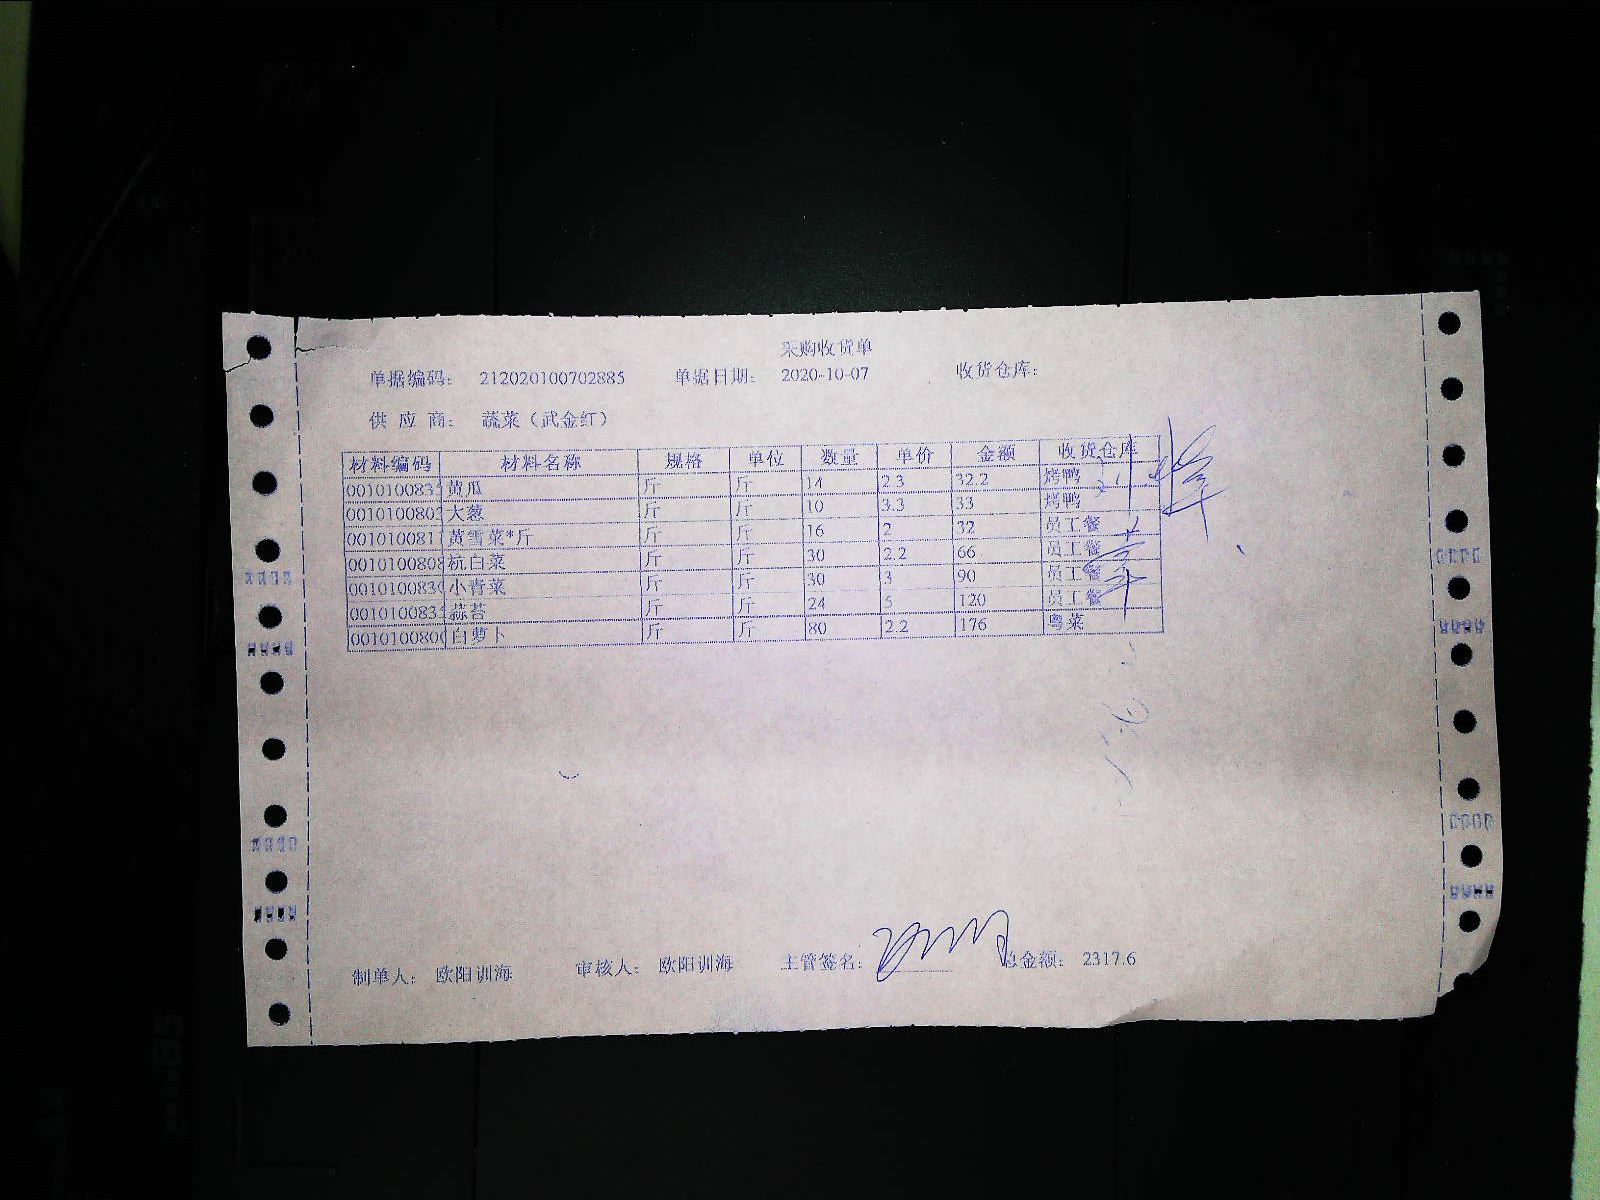 采购收货单
单据编码： 212020100702885 单据日期： 2020-10-07 收货仓库：
供 应 商： 蔬菜（武金红）
材料编码 材料名称 规格 单位 数量 单价 金额 收货仓库
001010083 黄瓜 斤 斤 14 2.3 32.2 烤鸭
001010080 大葱 斤 斤 10 3.3 33 烤鸭
001010081 黄雪菜*斤 斤 斤 16 2 32 员工餐
001010080 杭白菜 斤 斤 30 2.2 66 员工餐
001010083 小青菜 斤 斤 30 3 90 员工餐
001010083 蒜苔 斤 斤 24 5 120 员工餐
001010080 白萝卜 斤 斤 80 2.2 176 粤菜
制单人： 欧阳训海 审核人： 欧阳训海 主管签名： 总金额： 2317.6